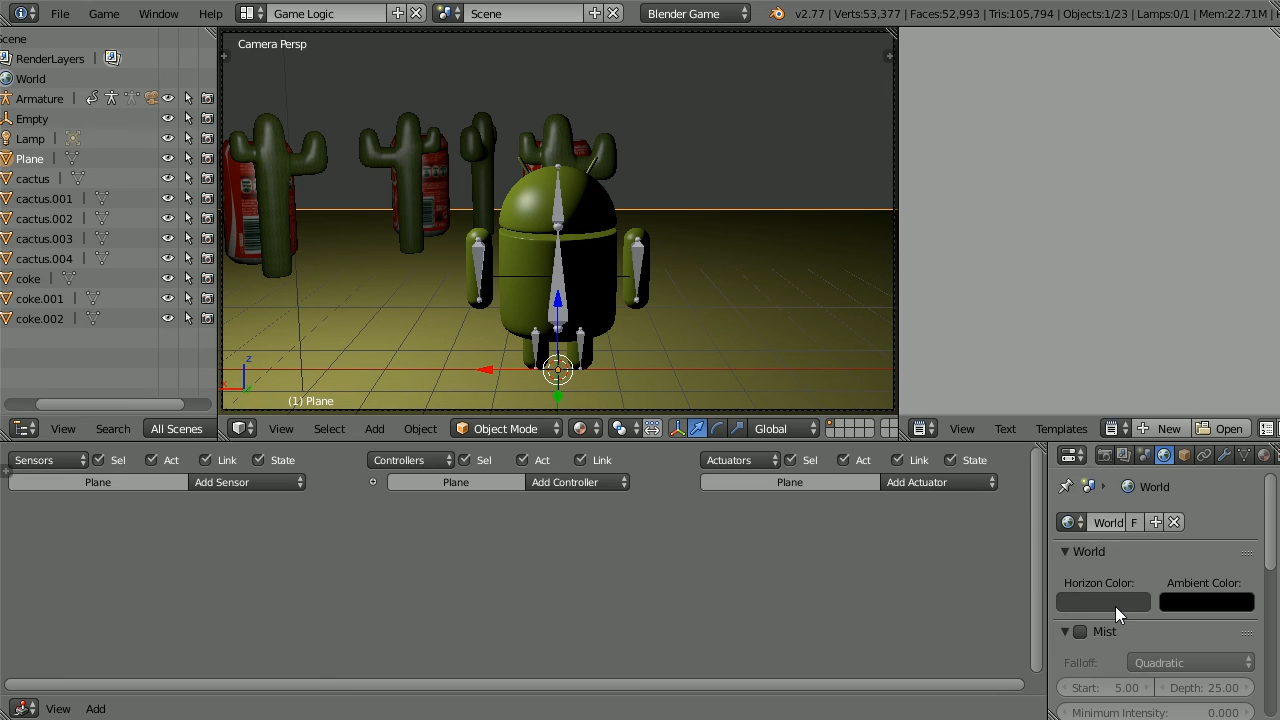 File Game Window Help Game Logic Scene Blender Game v2.77 | Verts:53,377 | Faces:52,993 | Tris:105,794 | Objects:1/23 | Lamps:0/1 | Mem:22.71M |
Scene
RenderLayers
World
Armature
Empty
Lamp
Plane
cactus
cactus.001
cactus.002
cactus.003
cactus.004
coke
coke.001
coke.002
Camera Persp
z
x
(1) Plane
View Search All Scenes
View Select Add Object Object Mode Global
View Text Templates New Open
Sensors Sel Act Link State
Controllers Sel Act Link
Actuators Sel Act Link State
Plane Add Sensor
Plane Add Controller
Plane Add Actuator
World
World F
World
Horizon Color: Ambient Color:
Mist
Falloff: Quadratic
Start: 5.00 Depth: 25.00
Minimum Intensity: 0.000
View Add